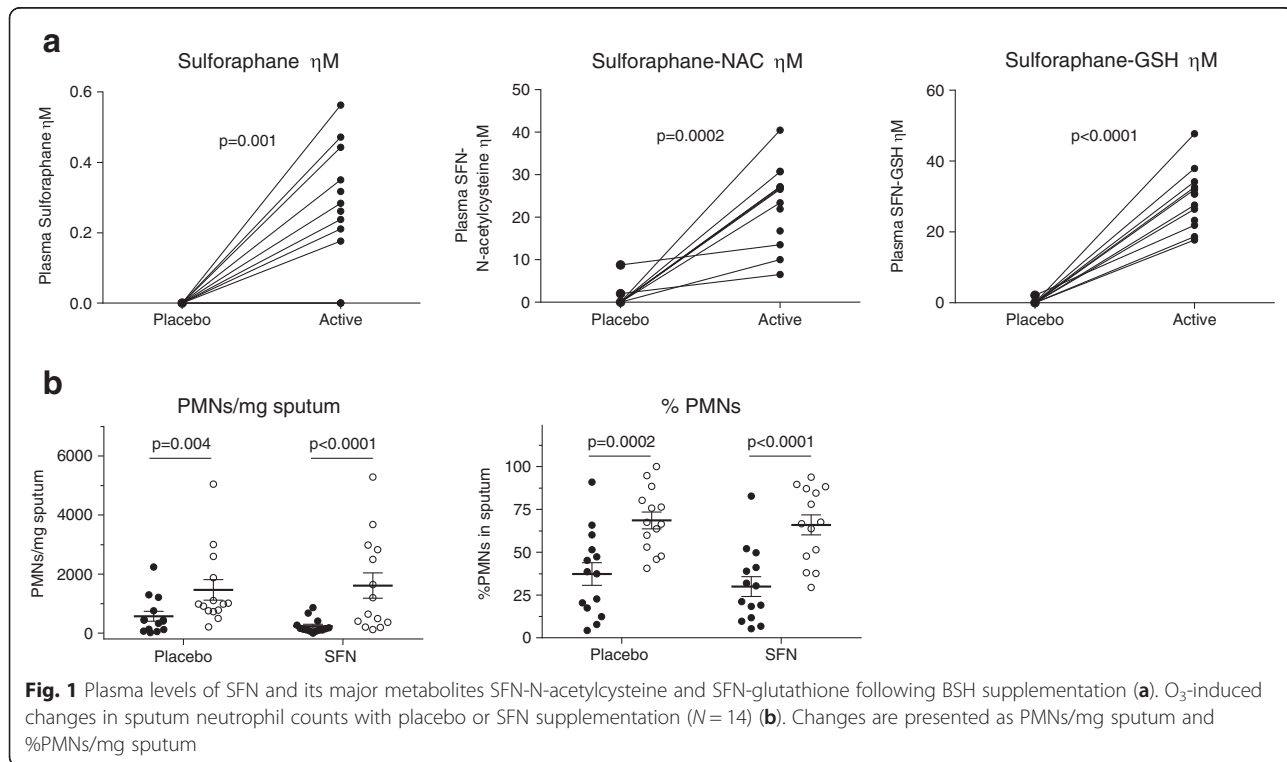 a
Sulforaphane ηM
Plasma Sulforaphane ηM
0.6
0.4
0.2
0.0
p=0.001
Placebo Active
Sulforaphane-NAC ηM
Plasma SFN-
N-acetylcysteine ηM
50
40
30
20
10
0
p=0.0002
Placebo Active
Sulforaphane-GSH ηM
Plasma SFN-GSH ηM
60
40
20
0
p<0.0001
Placebo Active
b
PMNs/mg sputum
PMNs/mg sputum
6000
4000
2000
0
p=0.004 p<0.0001
Placebo SFN
% PMNs
%PMNs in sputum
100
75
50
25
0
p=0.0002 p<0.0001
Placebo SFN
Fig. 1 Plasma levels of SFN and its major metabolites SFN-N-acetylcysteine and SFN-glutathione following BSH supplementation (a). O₃-induced
changes in sputum neutrophil counts with placebo or SFN supplementation (N = 14) (b). Changes are presented as PMNs/mg sputum and
%PMNs/mg sputum